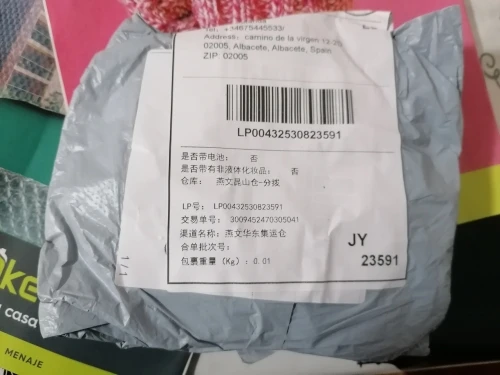 Address: camino de la virgen 12-25
02005, Albacete, Albacete, Spain
ZIP: 02005
LP00432530823591
是否带电池: 否
是否带有非液体化妆品: 否
仓库: 燕文昆山仓-分拨
LP号: LP00432530823591
交易单号: 3009452470305041
渠道名称: 燕文华东集运仓
合单批次号:
包裹重量 (Kg): 0.01
JY
23591
1/1
ke
a casa
MENAJE